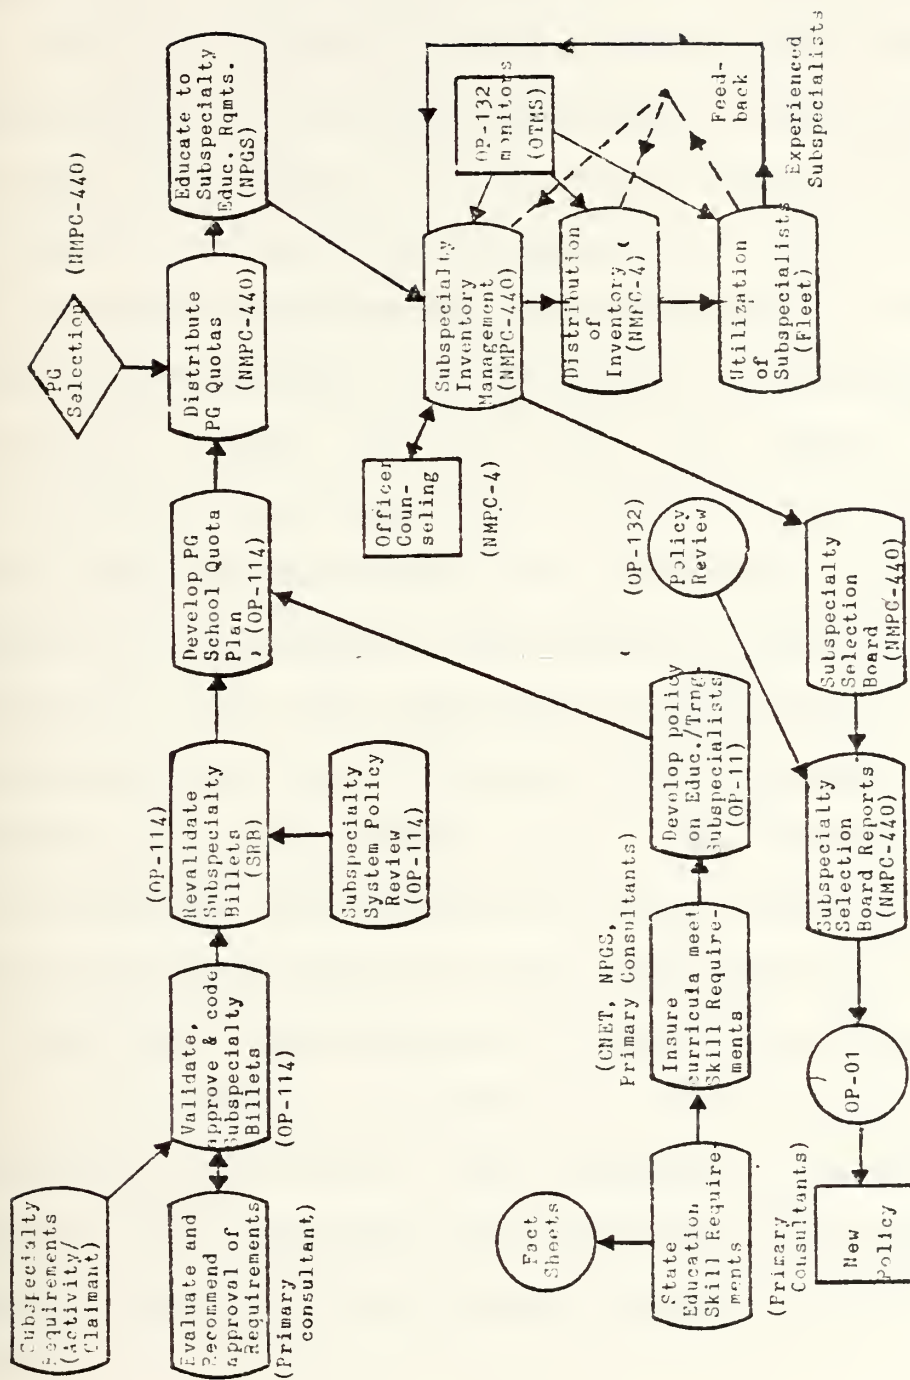 Subspecialty
Requirements
(Activity/
Claimant)
Evaluate and
Recommend
approval of
Requirements
(Primary
consultant)
Validate,
approve & code
Subspecialty
Billets
(OP-114)
(OP-114)
Revalidate
Subspecialty
Billets
(SRB)
Subspecialty
System Policy
Review
(OP-114)
Develop PG
School Quota
Plan
(OP-114)
PG
Selection
(NMPC-440)
Distribute
PG Quotas
(NMPC-440)
Educate to
Subspecialty
Educ. Rqmts.
(NPGS)
Officer
Coun-
seling
(NMPC-4)
Subspecialty
Inventory
Management
(NMPC-440)
OP-132
monitors
(OTMS)
Distribution
of
Inventory
(NMPC-4)
Utilization
of
Subspecialists
(Fleet)
Feed-
back
Experienced
Subspecialists
Fact
Sheets
State
Education
Skill Require-
ments
(Primary
Consultants)
(CNET, NPGS,
Primary Consultants)
Insure
curricula meet
Skill Require-
ments
Develop policy
on Educ./Trng.
Subspecialists
(OP-11)
(OP-132)
Policy
Review
Subspecialty
Selection
Board
(NMPC-440)
Subspecialty
Selection
Board Reports
(NMPC-440)
OP-01
New
Policy